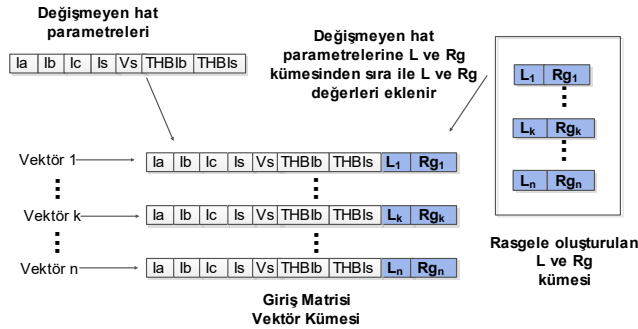 Değişmeyen hat
parametreleri
Ia Ib Ic Is Vs THBIb THBIs
Değişmeyen hat
parametrelerine L ve Rg
kümesinden sıra ile L ve Rg
değerleri eklenir
L1 Rg1
Lk Rgk
Ln Rgn
Rasgele oluşturulan
L ve Rg
kümesi
Vektör 1 Ia Ib Ic Is Vs THBIb THBIs L1 Rg1
Vektör k Ia Ib Ic Is Vs THBIb THBIs Lk Rgk
Vektör n Ia Ib Ic Is Vs THBIb THBIs Ln Rgn
Giriş Matrisi
Vektör Kümesi